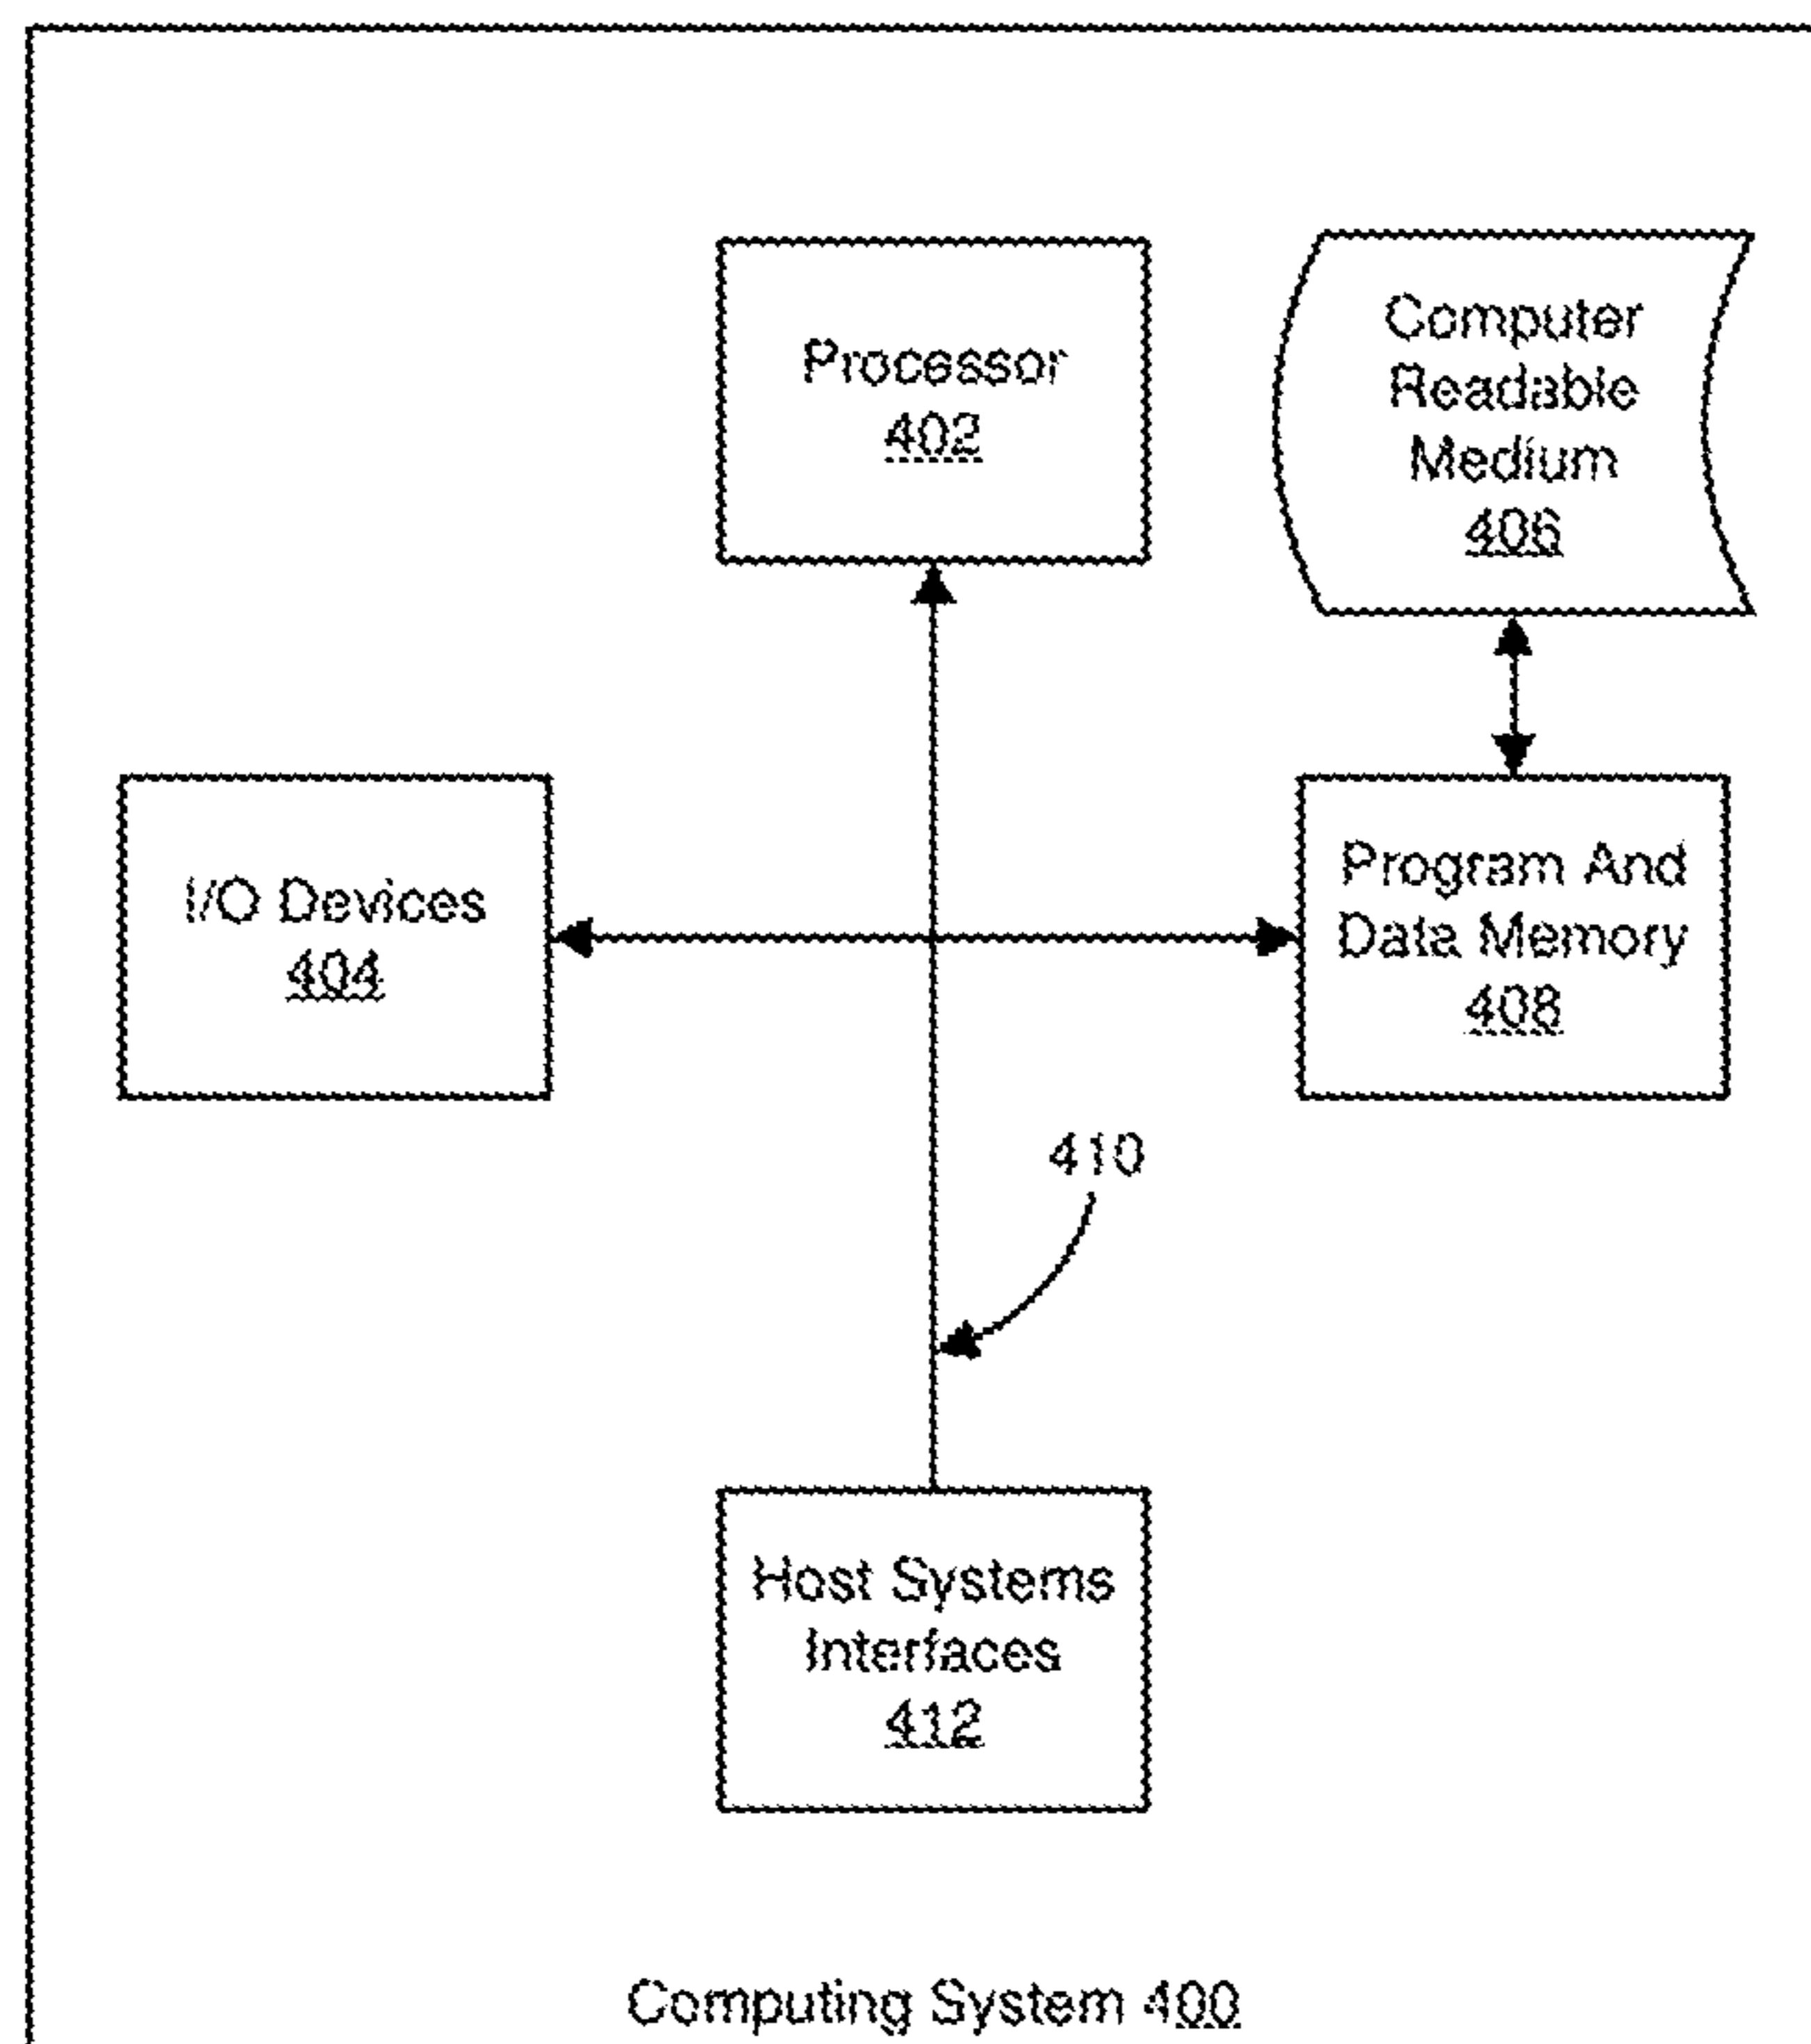 Processor
402
Computer
Readable
Medium
406
I/O Devices
404
Program And
Data Memory
408
410
Host Systems
Interfaces
412
Computing System 400